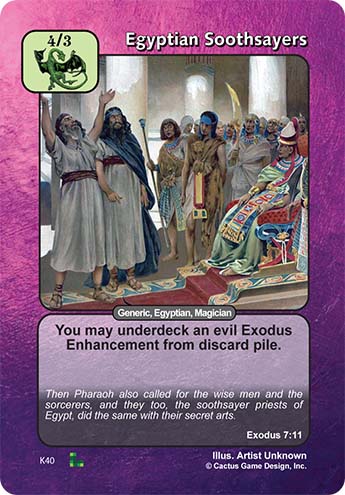 4/3
Egyptian Soothsayers
Generic, Egyptian, Magician
You may underdeck an evil Exodus
Enhancement from discard pile.
Then Pharaoh also called for the wise men and the
sorcerers, and they too, the soothsayer priests of
Egypt, did the same with their secret arts.
Exodus 7:11
K40
Illus. Artist Unknown
© Cactus Game Design, Inc.